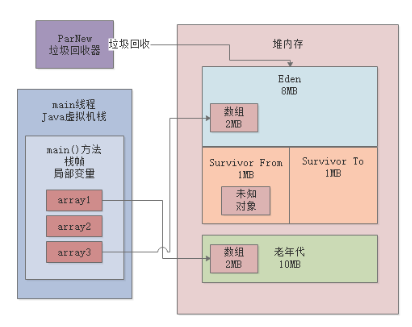 ParNew
垃圾回收器
垃圾回收
堆内存
Eden
8MB
数组
2MB
main线程
Java虚拟机栈
main()方法
栈帧
局部变量
array1
array2
array3
Survivor From
1MB
未知
对象
Survivor To
1MB
数组
2MB
老年代
10MB